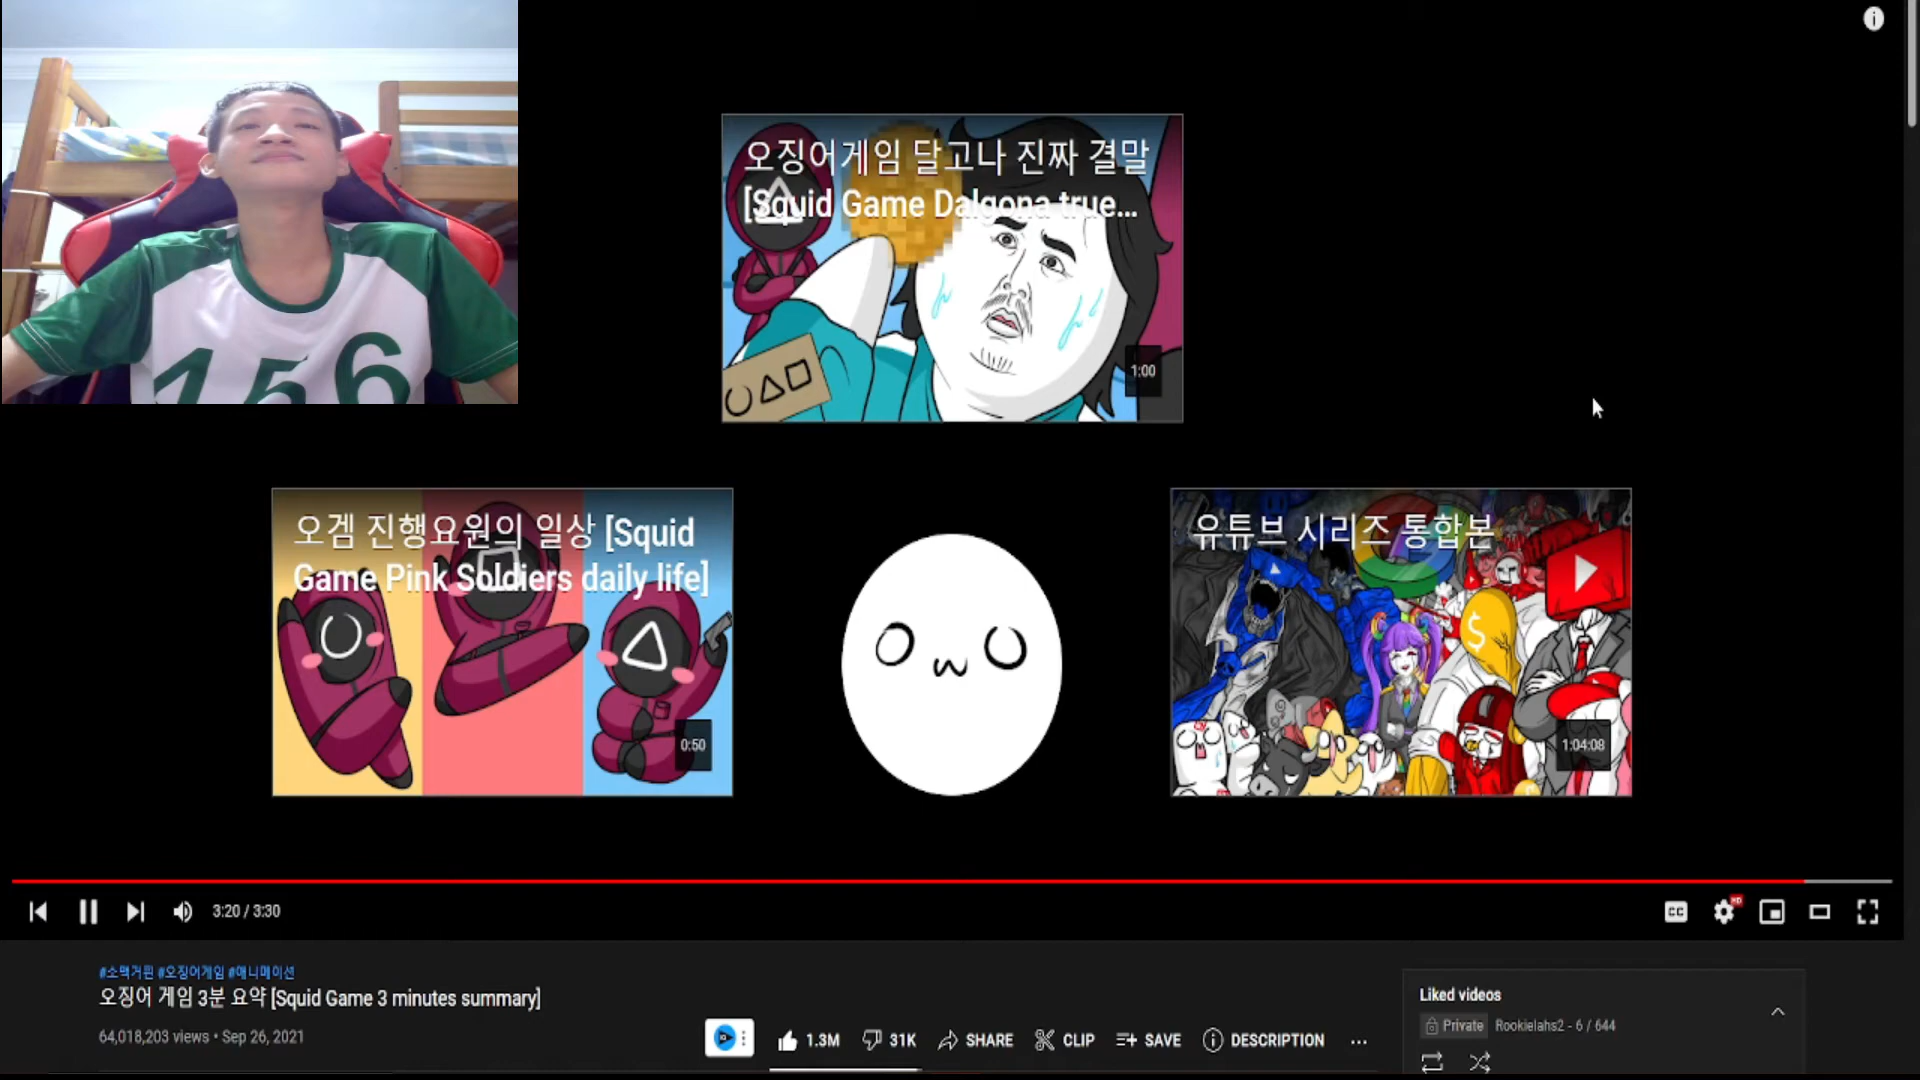 156
오징어게임 달고나 진짜 결말
[Squid Game Dalgona true...
1:00
오겜 진행요원의 일상 [Squid
Game Pink Soldiers daily life]
0:50
유튜브 시리즈 통합본
$
1:04:08
3:20 / 3:30
CC
HD
#소맥거핀 #오징어게임 #애니메이션
오징어 게임 3분 요약 [Squid Game 3 minutes summary]
64,018,203 views • Sep 26, 2021
1.3M
31K
SHARE
CLIP
SAVE
DESCRIPTION
...
Liked videos
Private Rookielahs2 - 6 / 644